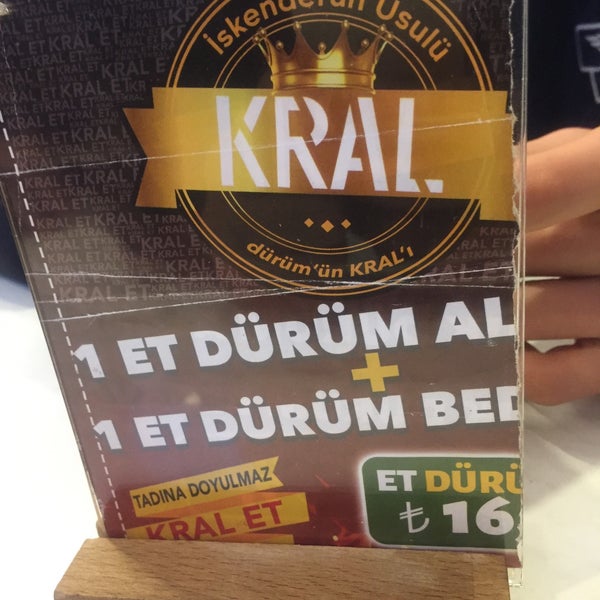 İskenderun Usulü
KRAL
dürüm'ün KRAL'ı
1 ET DÜRÜM AL
+
1 ET DÜRÜM BED
TADINA DOYULMAZ
KRAL ET
ET DÜRÜ
₺ 16,